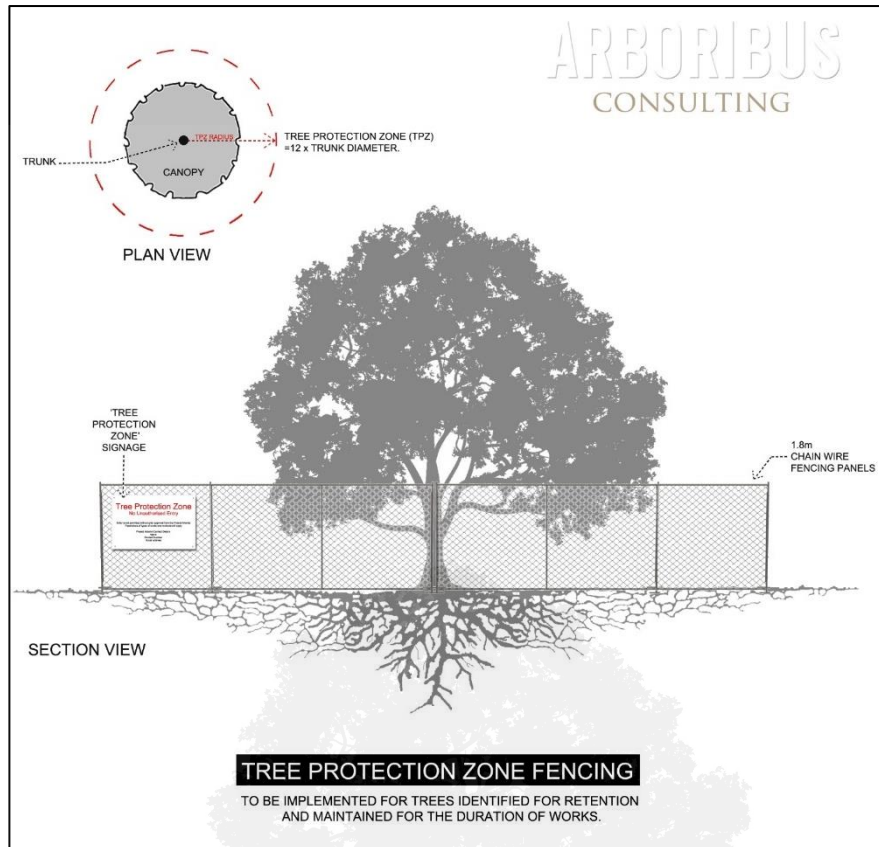 ARBORIBUS
CONSULTING
TPZ RADIUS
TREE PROTECTION ZONE (TPZ)
=12 x TRUNK DIAMETER.
TRUNK
CANOPY
PLAN VIEW
'TREE
PROTECTION
ZONE'
SIGNAGE
1.8m
CHAIN WIRE
FENCING PANELS
Tree Protection Zone
No Unauthorised Entry
SECTION VIEW
TREE PROTECTION ZONE FENCING
TO BE IMPLEMENTED FOR TREES IDENTIFIED FOR RETENTION
AND MAINTAINED FOR THE DURATION OF WORKS.